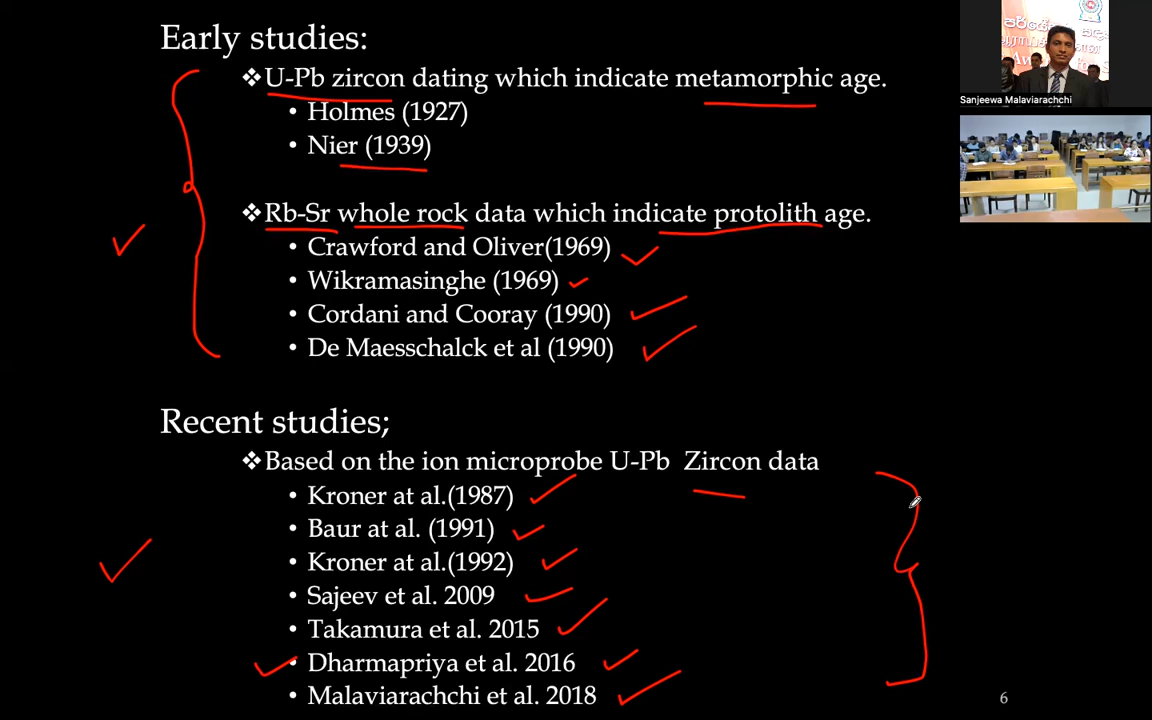 Early studies:
❖U-Pb zircon dating which indicate metamorphic age.
• Holmes (1927)
• Nier (1939)
❖Rb-Sr whole rock data which indicate protolith age.
• Crawford and Oliver(1969)
• Wikramasinghe (1969)
• Cordani and Cooray (1990)
• De Maesschalck et al (1990)
Recent studies;
❖Based on the ion microprobe U-Pb Zircon data
• Kroner at al.(1987)
• Baur at al. (1991)
• Kroner at al.(1992)
• Sajeev et al. 2009
• Takamura et al. 2015
• Dharmapriya et al. 2016
• Malaviarachchi et al. 2018
6
Sanjeewa Malaviarachchi